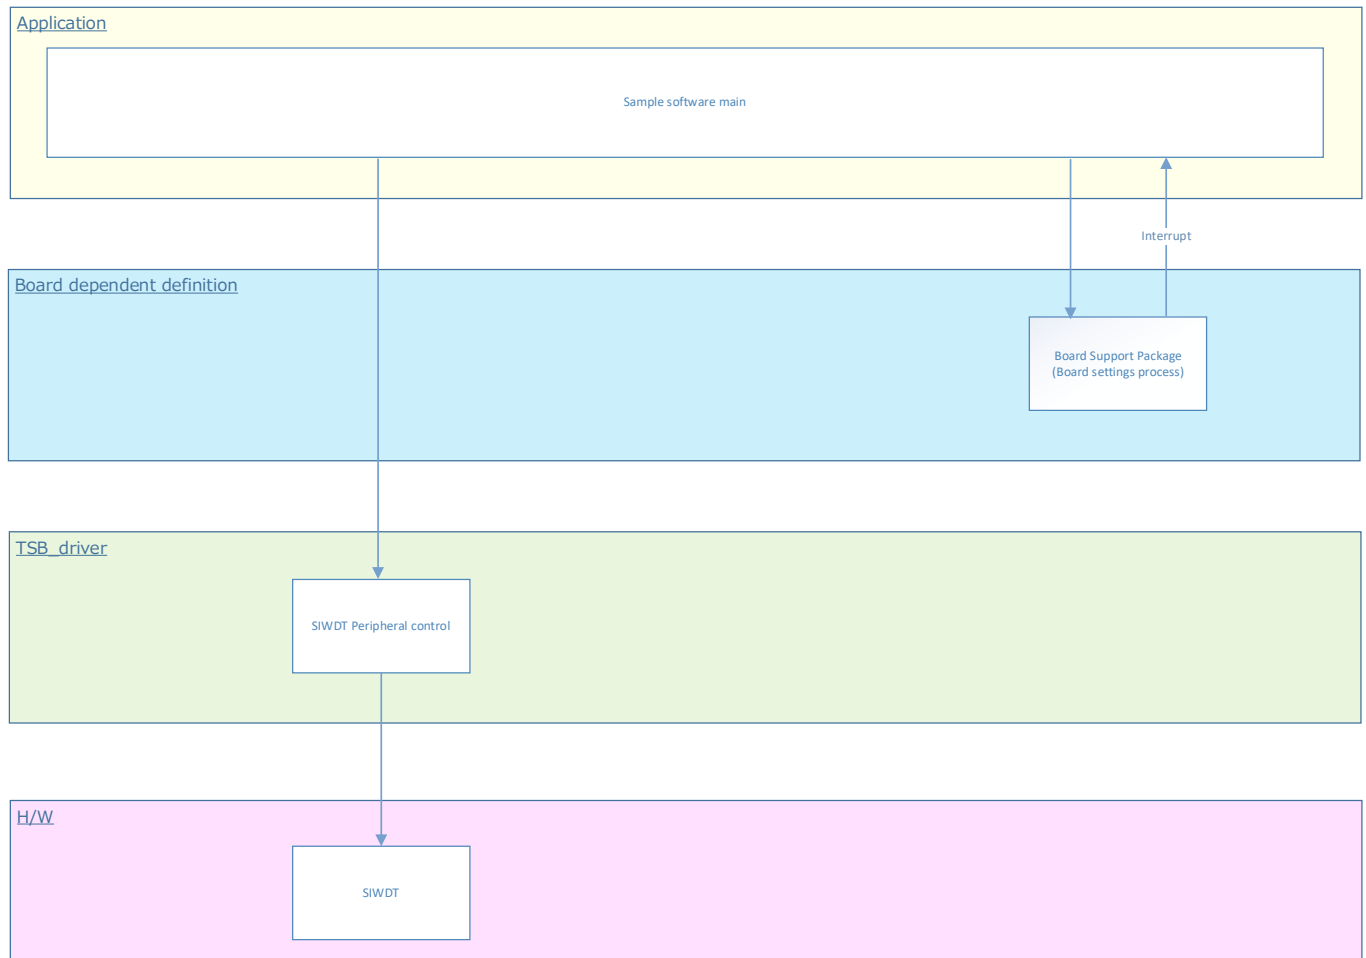 Application
Sample software main
Interrupt
Board dependent definition
Board Support Package
(Board settings process)
TSB_driver
SIWDT Peripheral control
H/W
SIWDT